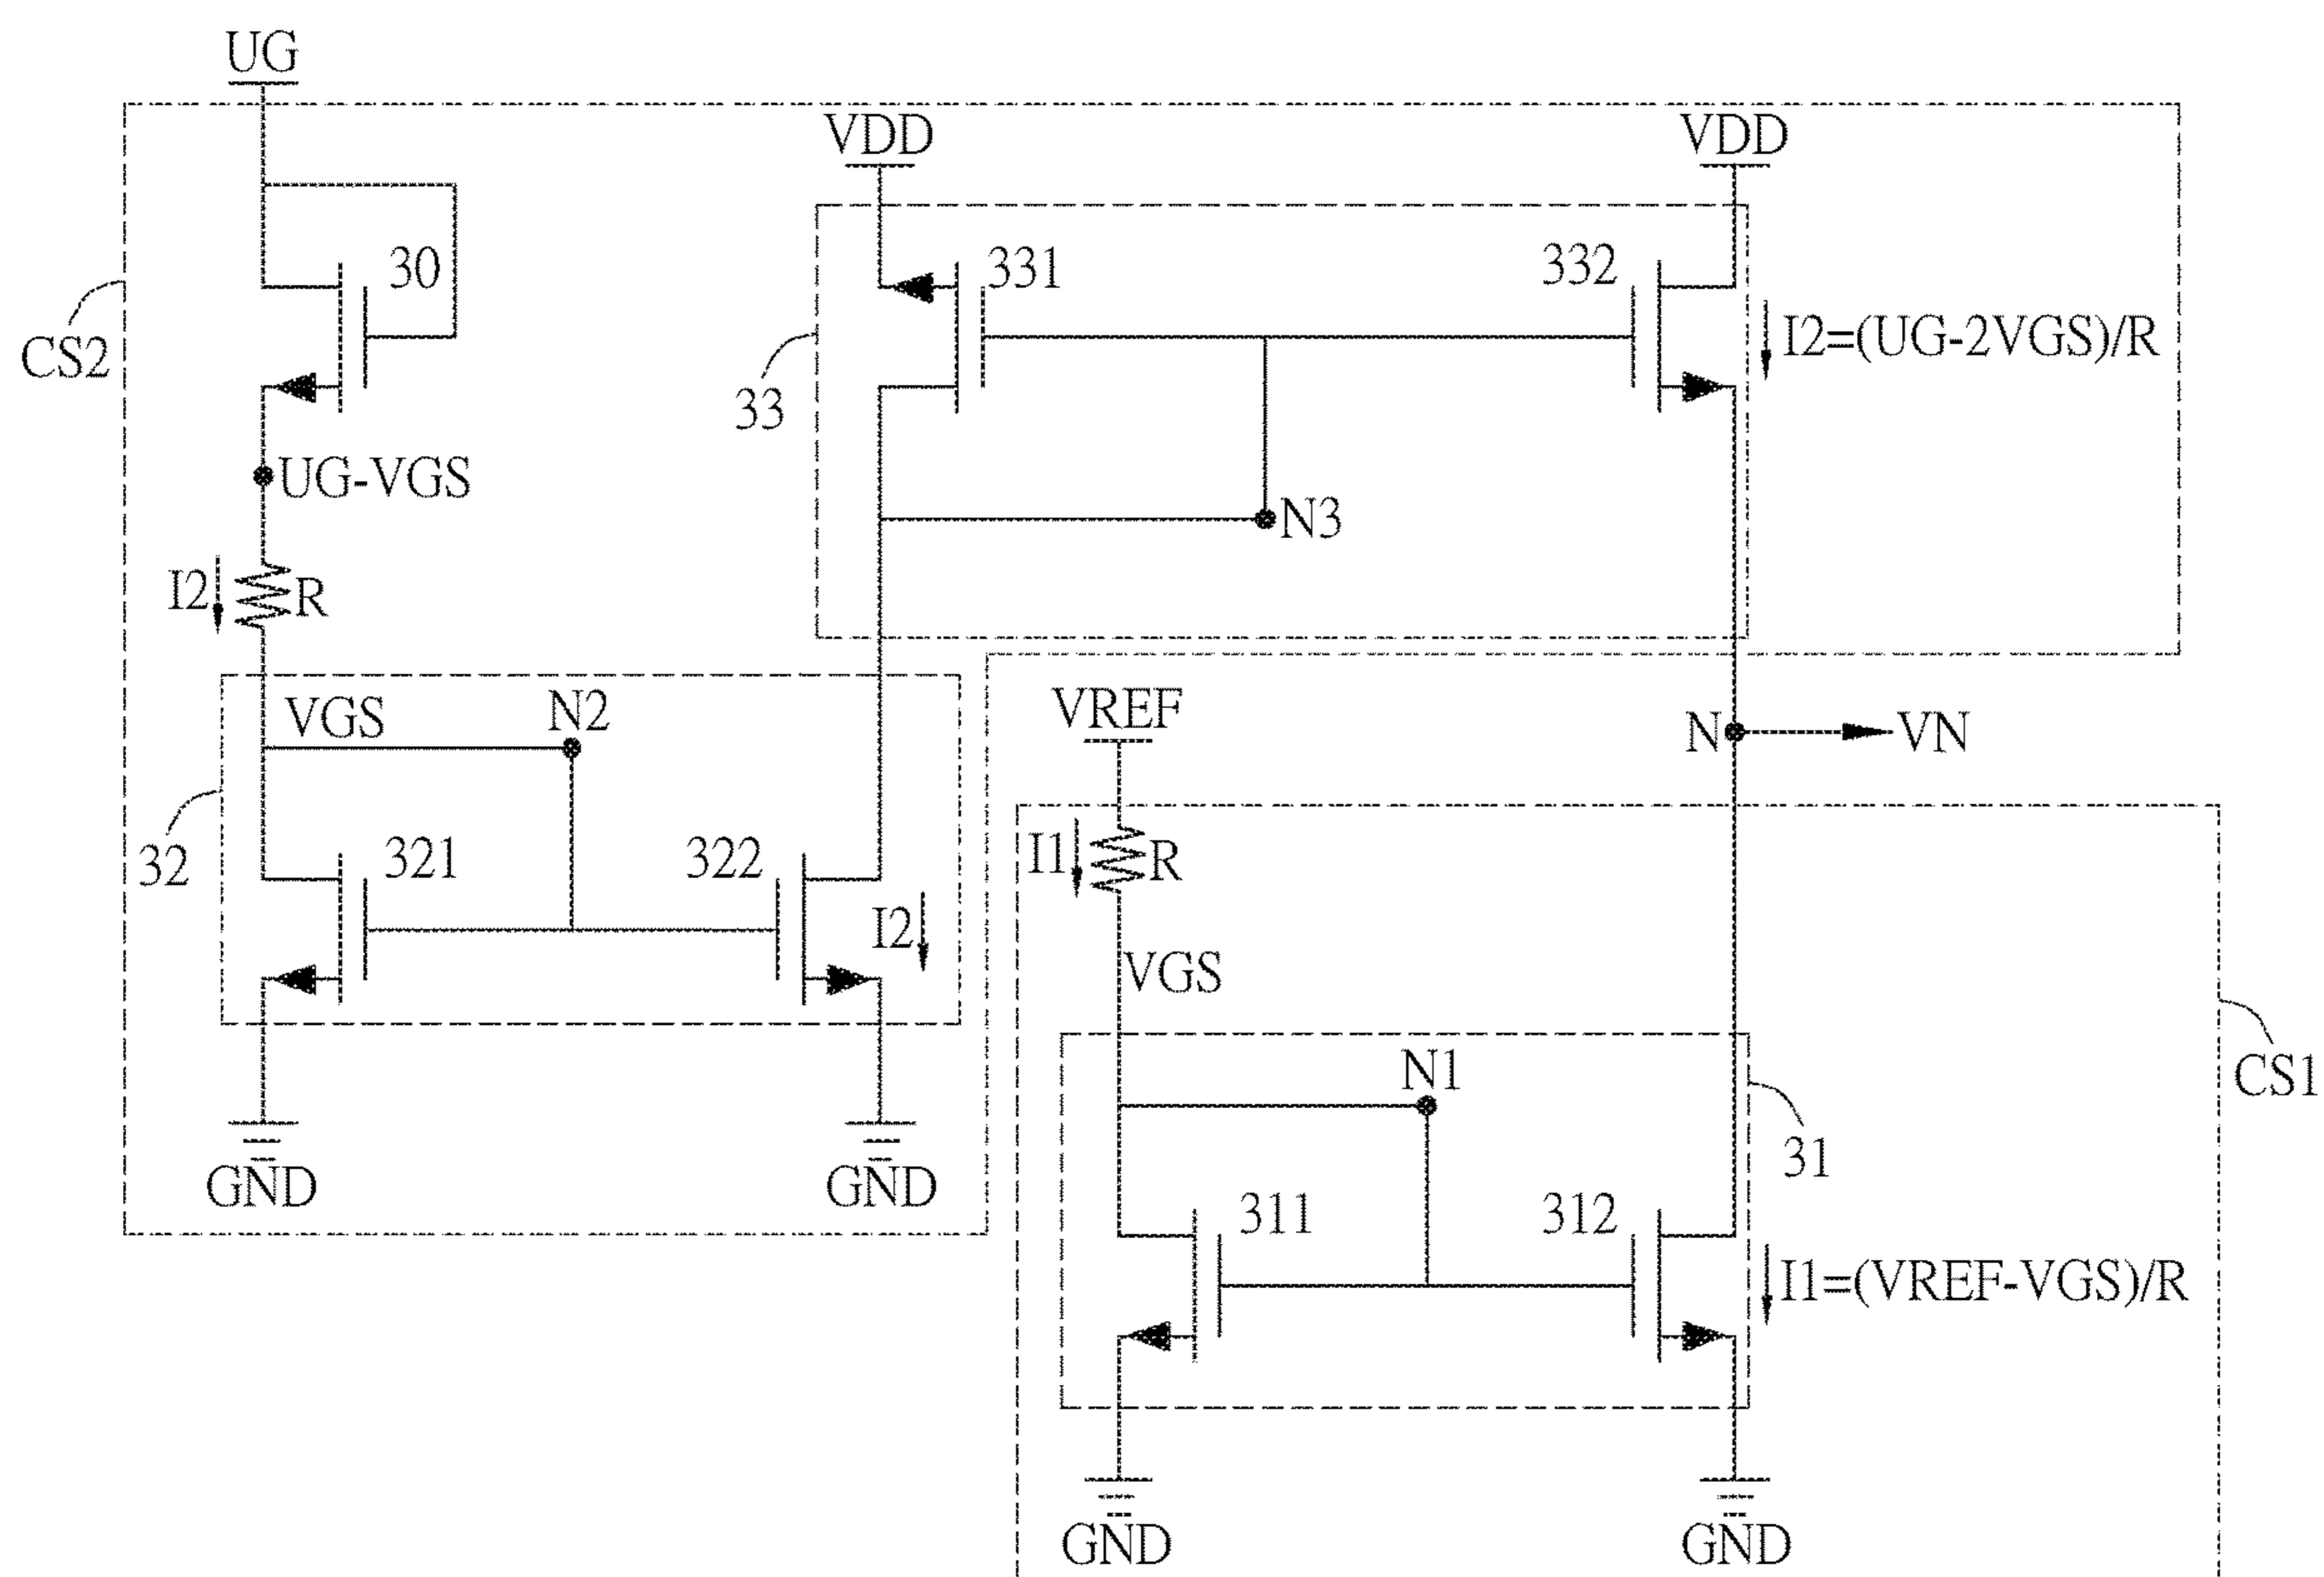 UG
VDD
VDD
30
331
332
I2=(UG-2VGS)/R
CS2
33
UG-VGS
N3
I2
R
VGS
N2
VREF
N
VN
32
321
322
I2
I1
R
VGS
N1
CS1
31
GND
GND
311
312
I1=(VREF-VGS)/R
GND
GND